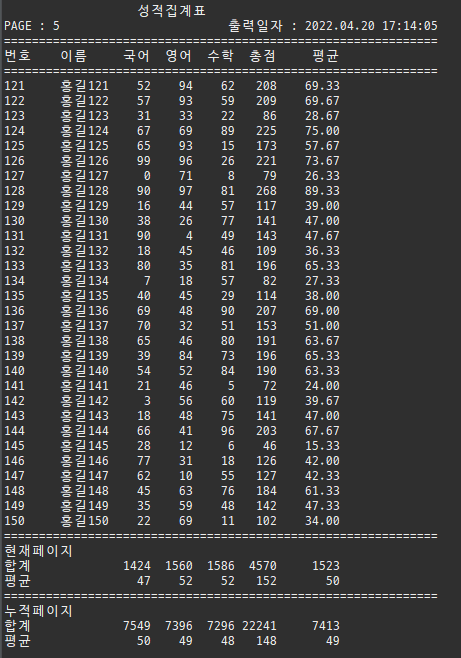 성적집계표
PAGE : 5 출력일자 : 2022.04.20 17:14:05
==============================================================
번호 이름 국어 영어 수학 총점 평균
==============================================================
121 홍길121 52 94 62 208 69.33
122 홍길122 57 93 59 209 69.67
123 홍길123 31 33 22 86 28.67
124 홍길124 67 69 89 225 75.00
125 홍길125 65 93 15 173 57.67
126 홍길126 99 96 26 221 73.67
127 홍길127 0 71 8 79 26.33
128 홍길128 90 97 81 268 89.33
129 홍길129 16 44 57 117 39.00
130 홍길130 38 26 77 141 47.00
131 홍길131 90 4 49 143 47.67
132 홍길132 18 45 46 109 36.33
133 홍길133 80 35 81 196 65.33
134 홍길134 7 18 57 82 27.33
135 홍길135 40 45 29 114 38.00
136 홍길136 69 48 90 207 69.00
137 홍길137 70 32 51 153 51.00
138 홍길138 65 46 80 191 63.67
139 홍길139 39 84 73 196 65.33
140 홍길140 54 52 84 190 63.33
141 홍길141 21 46 5 72 24.00
142 홍길142 3 56 60 119 39.67
143 홍길143 18 48 75 141 47.00
144 홍길144 66 41 96 203 67.67
145 홍길145 28 12 6 46 15.33
146 홍길146 77 31 18 126 42.00
147 홍길147 62 10 55 127 42.33
148 홍길148 45 63 76 184 61.33
149 홍길149 35 59 48 142 47.33
150 홍길150 22 69 11 102 34.00
==============================================================
현재페이지
합계 1424 1560 1586 4570 1523
평균 47 52 52 152 50
==============================================================
누적페이지
합계 7549 7396 7296 22241 7413
평균 50 49 48 148 49